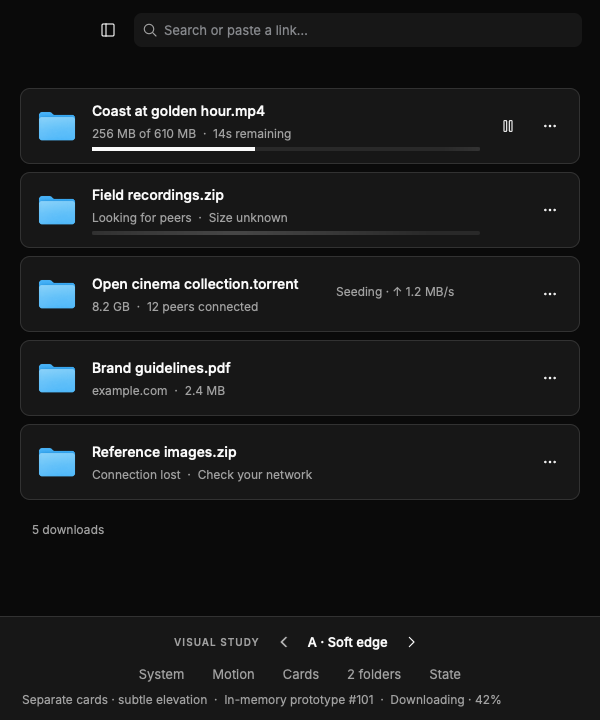 Search or paste a link...
Coast at golden hour.mp4
256 MB of 610 MB · 14s remaining
Field recordings.zip
Looking for peers · Size unknown
Open cinema collection.torrent
Seeding · ↑ 1.2 MB/s
8.2 GB · 12 peers connected
Brand guidelines.pdf
example.com · 2.4 MB
Reference images.zip
Connection lost · Check your network
5 downloads
VISUAL STUDY A · Soft edge
System Motion Cards 2 folders State
Separate cards · subtle elevation · In-memory prototype #101 · Downloading · 42%